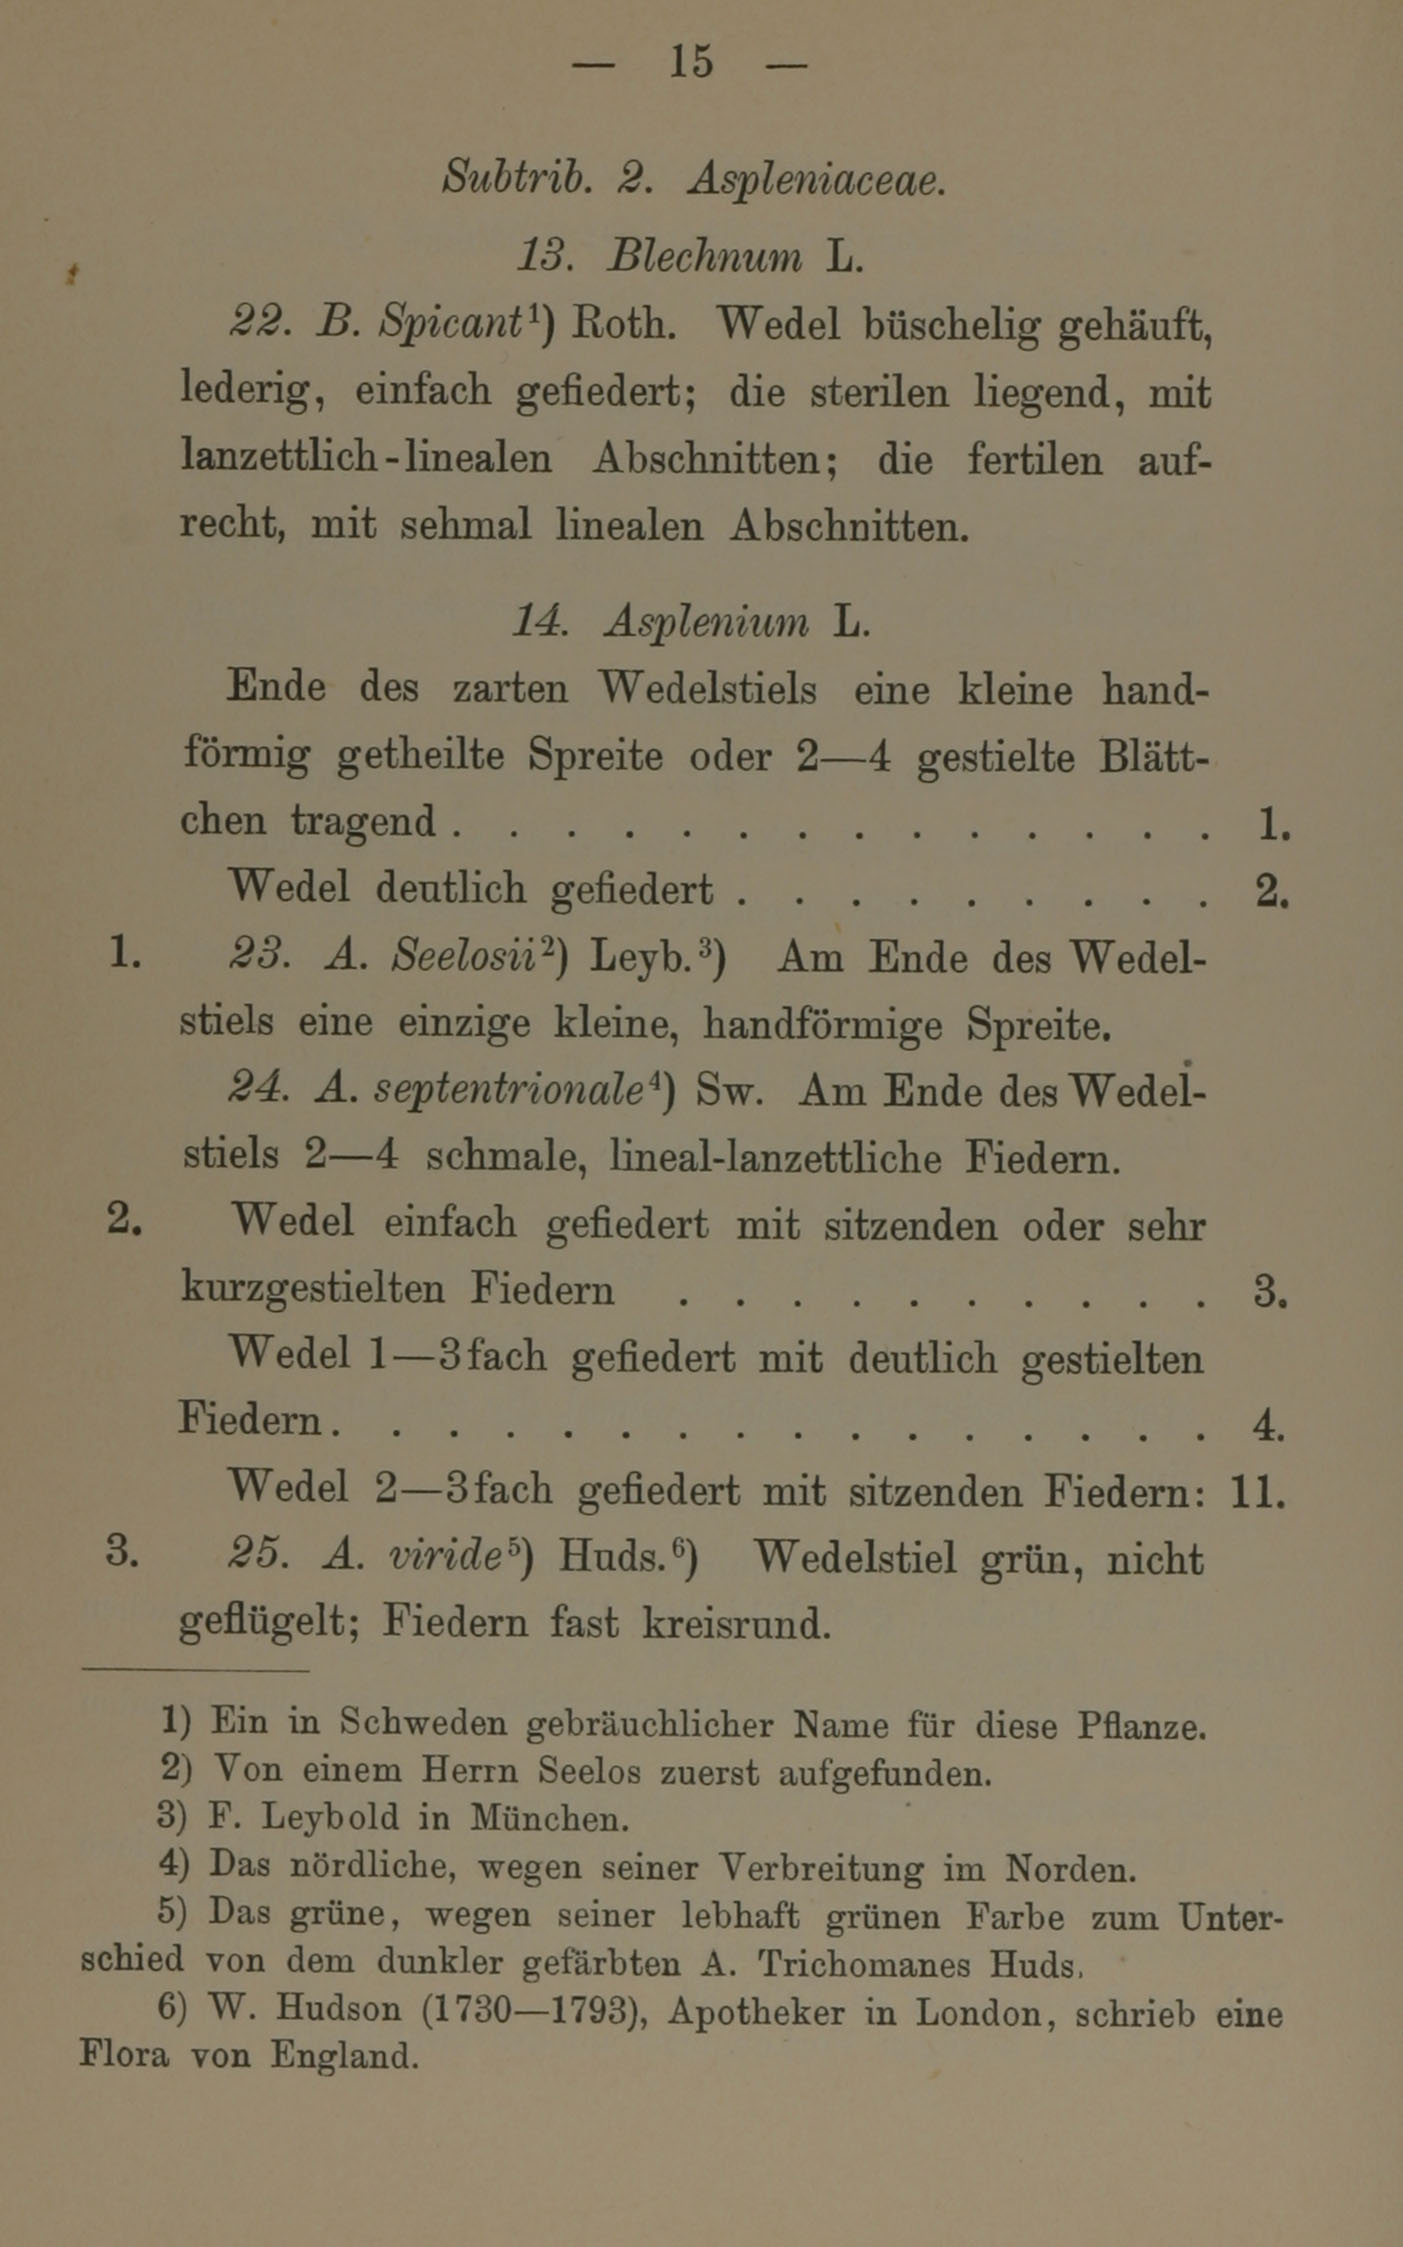 — 15 —
Subtrib. 2. Aspleniaceae.
13. Blechnum L.
22. B. Spicant¹) Roth. Wedel büschelig gehäuft,
lederig, einfach gefiedert; die sterilen liegend, mit
lanzettlich-linealen Abschnitten; die fertilen auf-
recht, mit sehmal linealen Abschnitten.
14. Asplenium L.
Ende des zarten Wedelstiels eine kleine hand-
förmig getheilte Spreite oder 2—4 gestielte Blätt-
chen tragend . . . . . . . . . . . . . . 1.
Wedel deutlich gefiedert . . . . . . . . . 2.
1. 23. A. Seelosii²) Leyb.³) Am Ende des Wedel-
stiels eine einzige kleine, handförmige Spreite.
24. A. septentrionale⁴) Sw. Am Ende des Wedel-
stiels 2—4 schmale, lineal-lanzettliche Fiedern.
2. Wedel einfach gefiedert mit sitzenden oder sehr
kurzgestielten Fiedern . . . . . . . . . . 3.
Wedel 1—3fach gefiedert mit deutlich gestielten
Fiedern. . . . . . . . . . . . . . . . 4.
Wedel 2—3fach gefiedert mit sitzenden Fiedern: 11.
3. 25. A. viride⁵) Huds.⁶) Wedelstiel grün, nicht
geflügelt; Fiedern fast kreisrund.
1) Ein in Schweden gebräuchlicher Name für diese Pflanze.
2) Von einem Herrn Seelos zuerst aufgefunden.
3) F. Leybold in München.
4) Das nördliche, wegen seiner Verbreitung im Norden.
5) Das grüne, wegen seiner lebhaft grünen Farbe zum Unter-
schied von dem dunkler gefärbten A. Trichomanes Huds.
6) W. Hudson (1730—1793), Apotheker in London, schrieb eine
Flora von England.